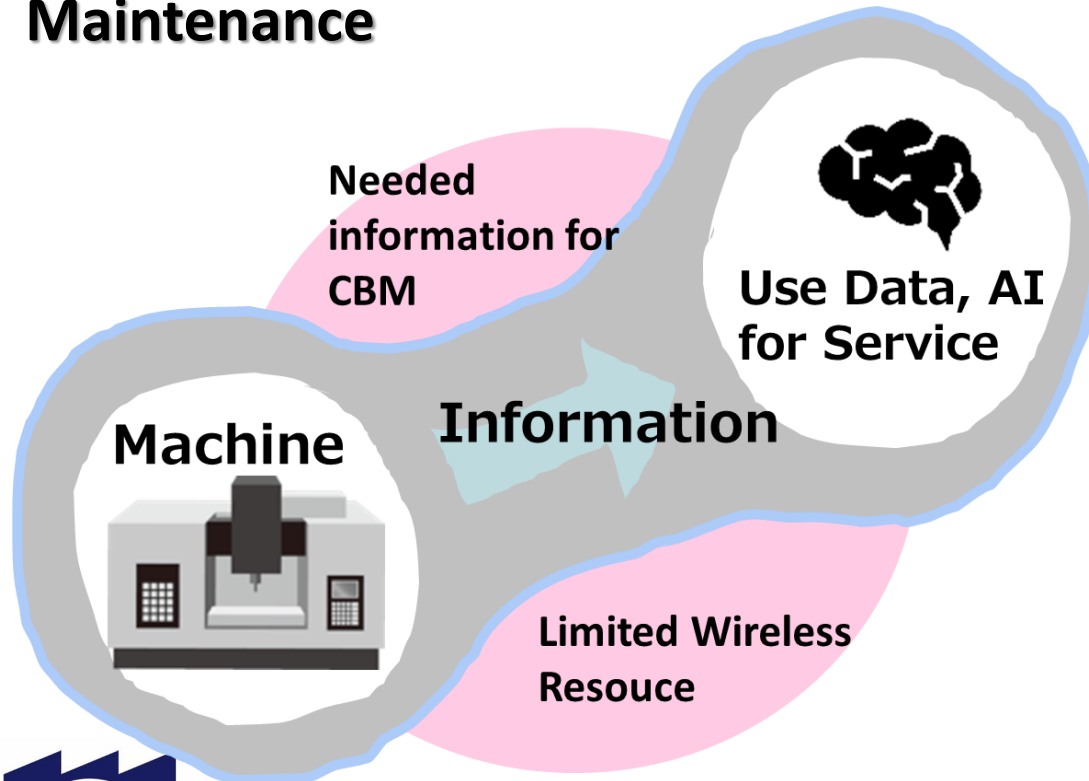 Maintenance
Needed
information for
CBM
Use Data, AI
for Service
Information
Machine
Limited Wireless
Resouce